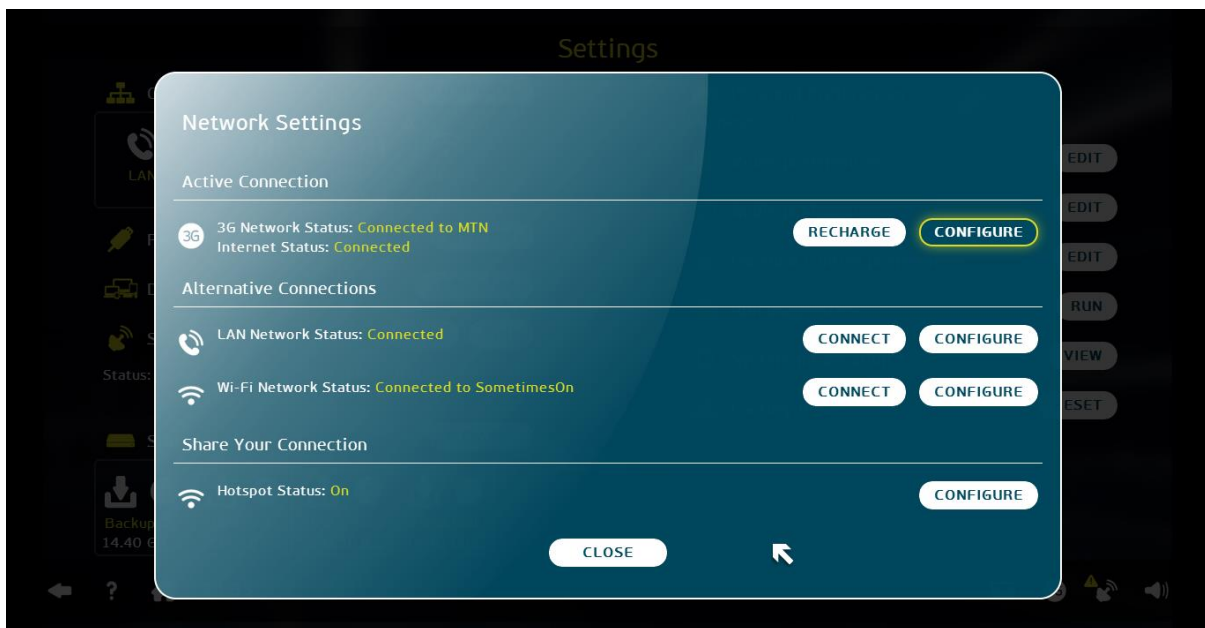 Settings
Network Settings
LAN
EDIT
Active Connection
EDIT
3G
3G Network Status: Connected to MTN
RECHARGE
CONFIGURE
Internet Status: Connected
EDIT
Alternative Connections
RUN
LAN Network Status: Connected
CONNECT
CONFIGURE
VIEW
Status:
Wi-Fi Network Status: Connected to SometimesOn
CONNECT
CONFIGURE
Share Your Connection
Hotspot Status: On
CONFIGURE
Backup
14.40
CLOSE
?